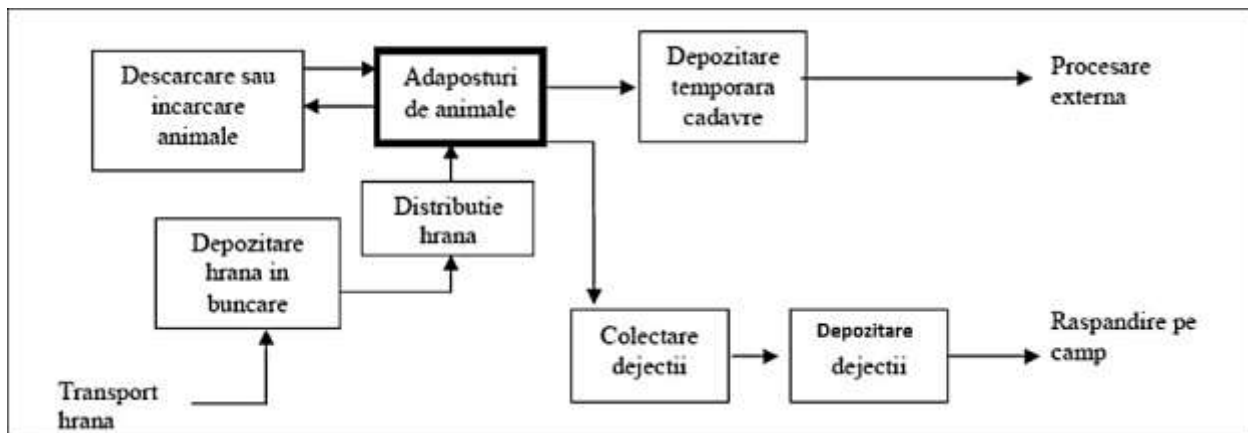 Descarcare sau
incarcare
animale
Adaposturi
de animale
Depozitare
temporara
cadavre
Procesare
externa
Distributie
hrana
Depozitare
hrana in
buncare
Transport
hrana
Colectare
dejectii
Depozitare
dejectii
Raspandire pe
camp